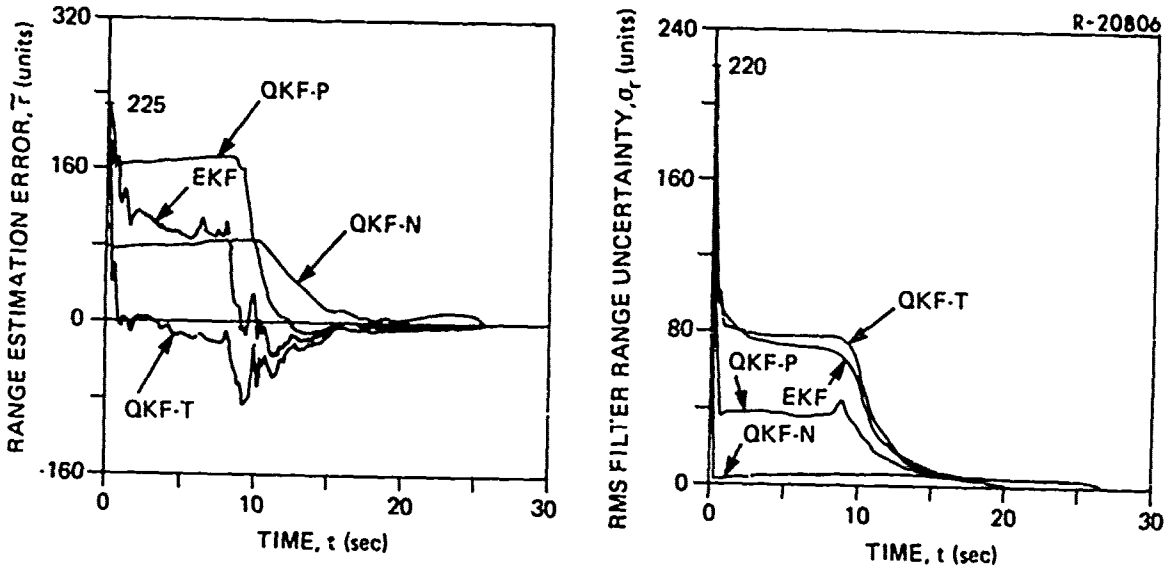 R-20806
RANGE ESTIMATION ERROR, r̃ (units)
320
160
0
-160
225
QKF-P
EKF
QKF-N
QKF-T
0
10
20
30
TIME, t (sec)
RMS FILTER RANGE UNCERTAINTY, σr (units)
240
160
80
0
220
QKF-T
QKF-P
EKF
QKF-N
0
10
20
30
TIME, t (sec)